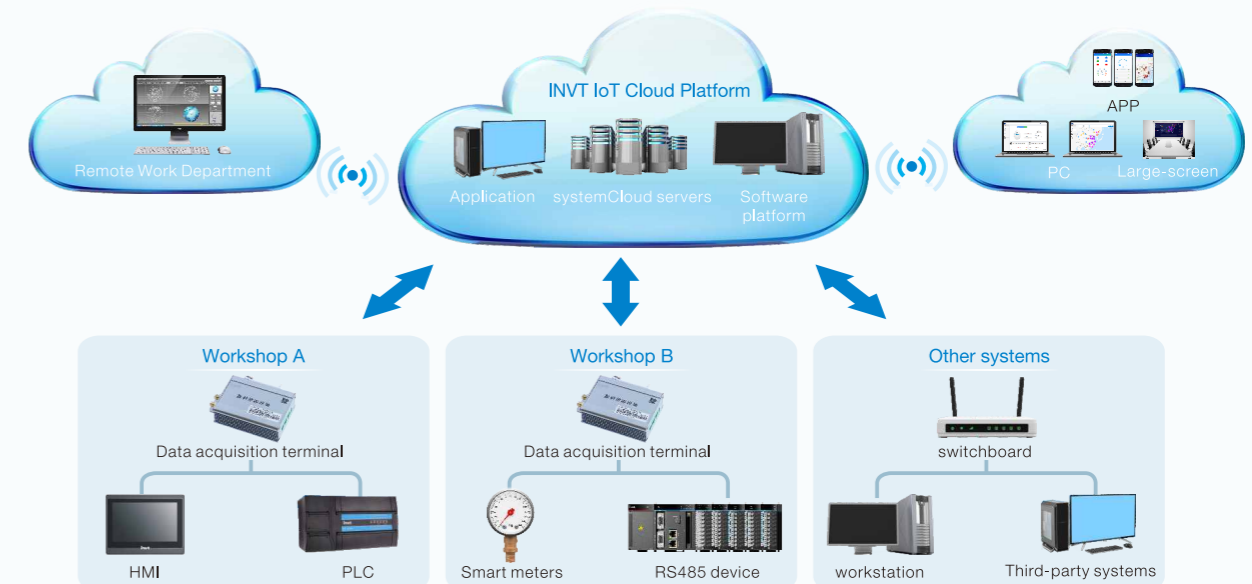 INVT IoT Cloud Platform
APP
Remote Work Department
PC
Large-screen
Application
systemCloud servers
Software
platform
Workshop A
Workshop B
Other systems
Data acquisition terminal
Data acquisition terminal
switchboard
HMI
PLC
Smart meters
RS485 device
workstation
Third-party systems